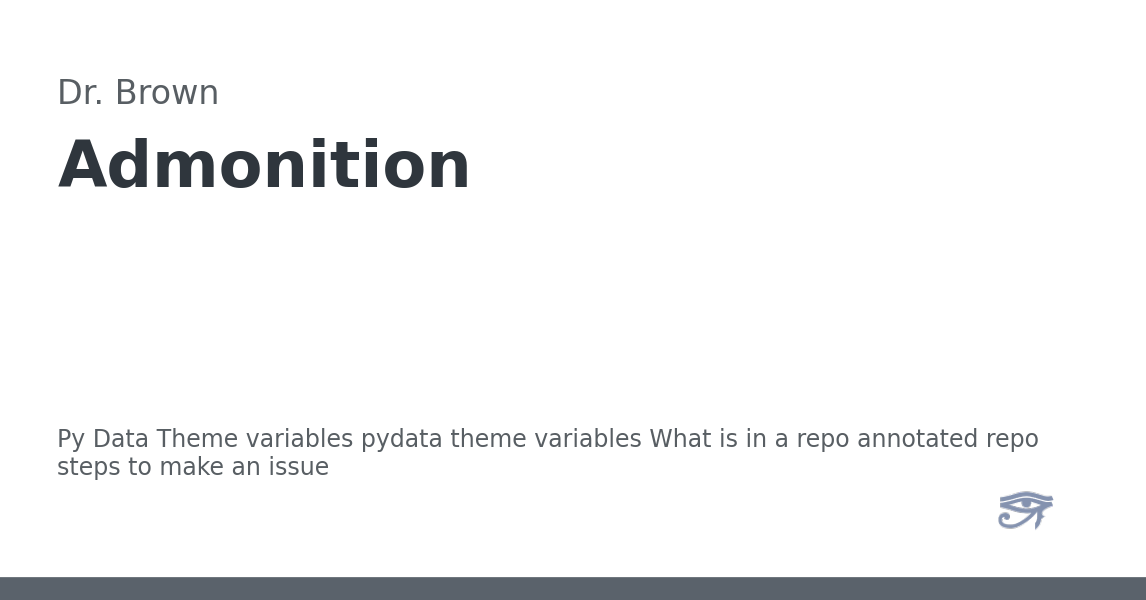 Dr. Brown
Admonition
Py Data Theme variables pydata theme variables What is in a repo annotated repo
steps to make an issue